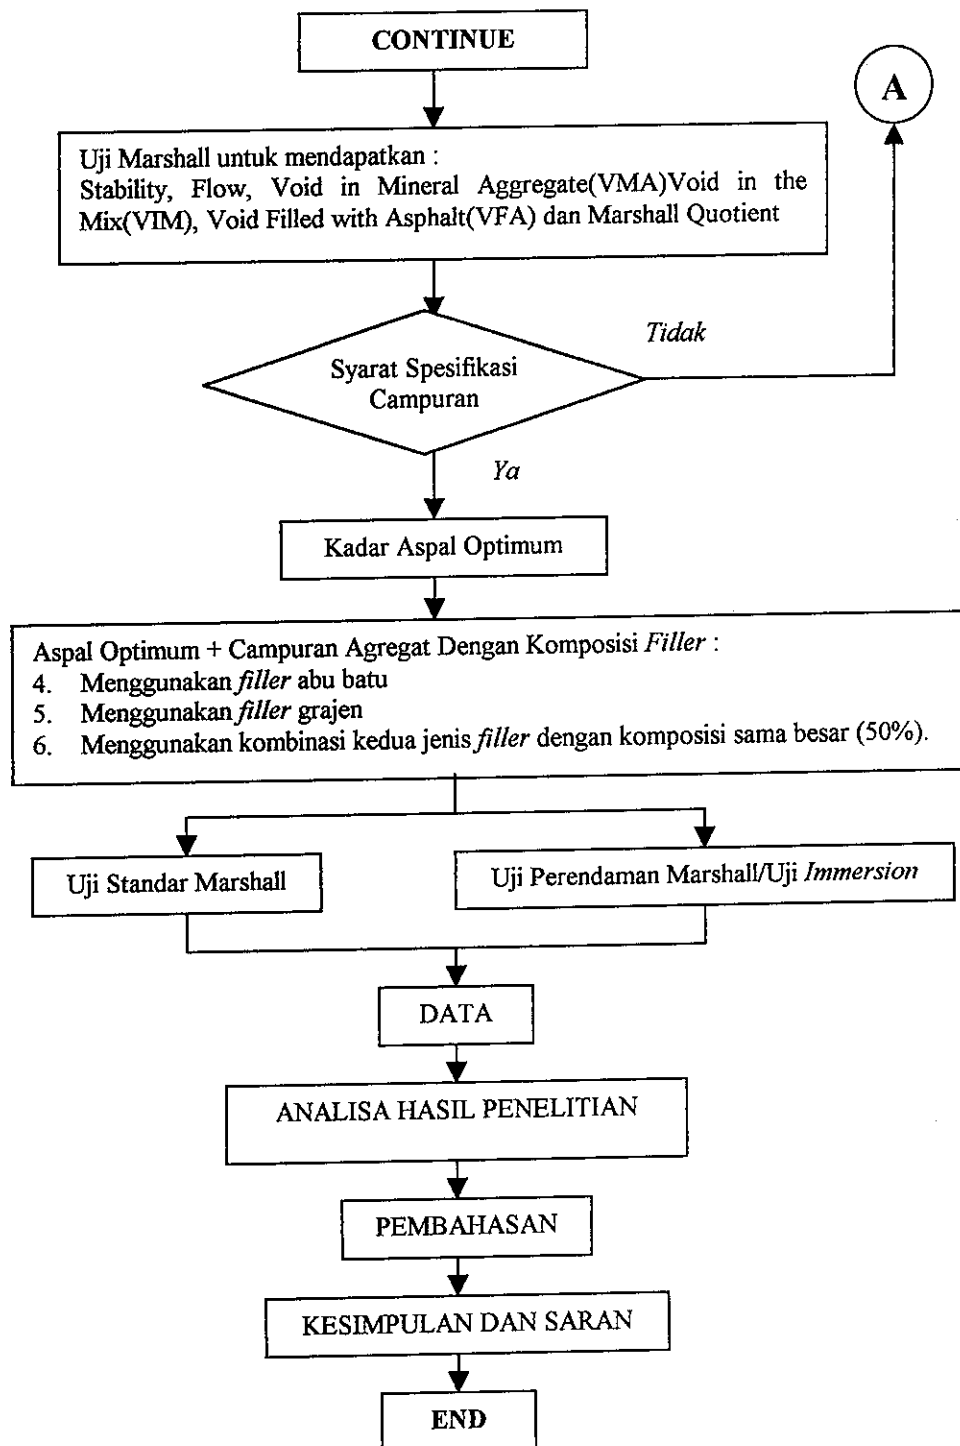 CONTINUE
A
Uji Marshall untuk mendapatkan :
Stability, Flow, Void in Mineral Aggregate(VMA)Void in the
Mix(VIM), Void Filled with Asphalt(VFA) dan Marshall Quotient
Tidak
Syarat Spesifikasi
Campuran
Ya
Kadar Aspal Optimum
Aspal Optimum + Campuran Agregat Dengan Komposisi Filler :
4. Menggunakan filler abu batu
5. Menggunakan filler grajen
6. Menggunakan kombinasi kedua jenis filler dengan komposisi sama besar (50%).
Uji Standar Marshall
Uji Perendaman Marshall/Uji Immersion
DATA
ANALISA HASIL PENELITIAN
PEMBAHASAN
KESIMPULAN DAN SARAN
END